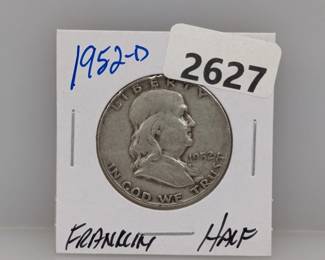 1952-D
2627
LIBERTY
1952
IN GOD WE TRUST
FRANKLIN HALF